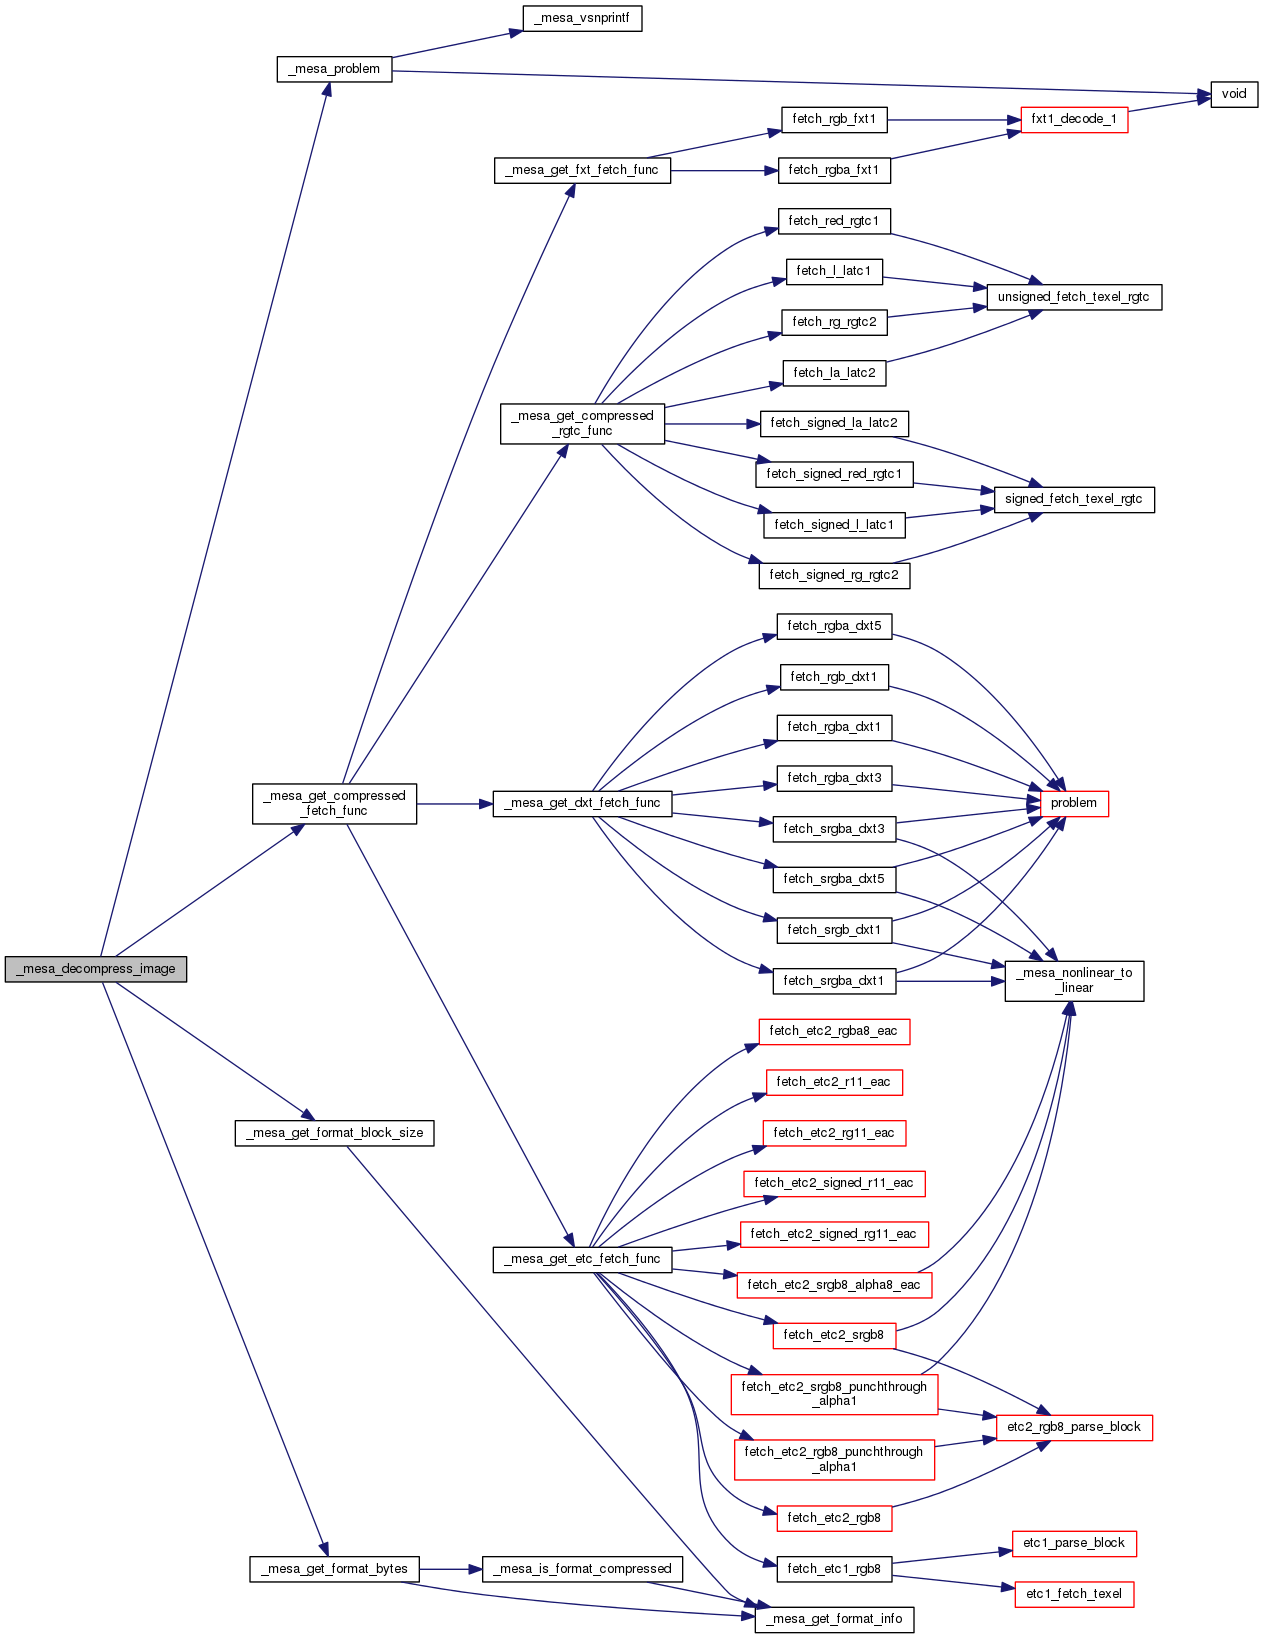 _mesa_vsnprintf
_mesa_problem
void
fetch_rgb_fxt1
fxt1_decode_1
_mesa_get_fxt_fetch_func
fetch_rgba_fxt1
fetch_red_rgtc1
fetch_l_latc1
unsigned_fetch_texel_rgtc
fetch_rg_rgtc2
fetch_la_latc2
_mesa_get_compressed
_rgtc_func
fetch_signed_la_latc2
fetch_signed_red_rgtc1
signed_fetch_texel_rgtc
fetch_signed_l_latc1
fetch_signed_rg_rgtc2
fetch_rgba_dxt5
fetch_rgb_dxt1
fetch_rgba_dxt1
fetch_rgba_dxt3
_mesa_get_compressed
_fetch_func
_mesa_get_dxt_fetch_func
problem
fetch_srgba_dxt3
fetch_srgba_dxt5
fetch_srgb_dxt1
_mesa_decompress_image
fetch_srgba_dxt1
_mesa_nonlinear_to
_linear
fetch_etc2_rgba8_eac
fetch_etc2_r11_eac
_mesa_get_format_block_size
fetch_etc2_rg11_eac
fetch_etc2_signed_r11_eac
fetch_etc2_signed_rg11_eac
_mesa_get_etc_fetch_func
fetch_etc2_srgb8_alpha8_eac
fetch_etc2_srgb8
fetch_etc2_srgb8_punchthrough
_alpha1
etc2_rgb8_parse_block
fetch_etc2_rgb8_punchthrough
_alpha1
fetch_etc2_rgb8
etc1_parse_block
_mesa_get_format_bytes
_mesa_is_format_compressed
fetch_etc1_rgb8
etc1_fetch_texel
_mesa_get_format_info